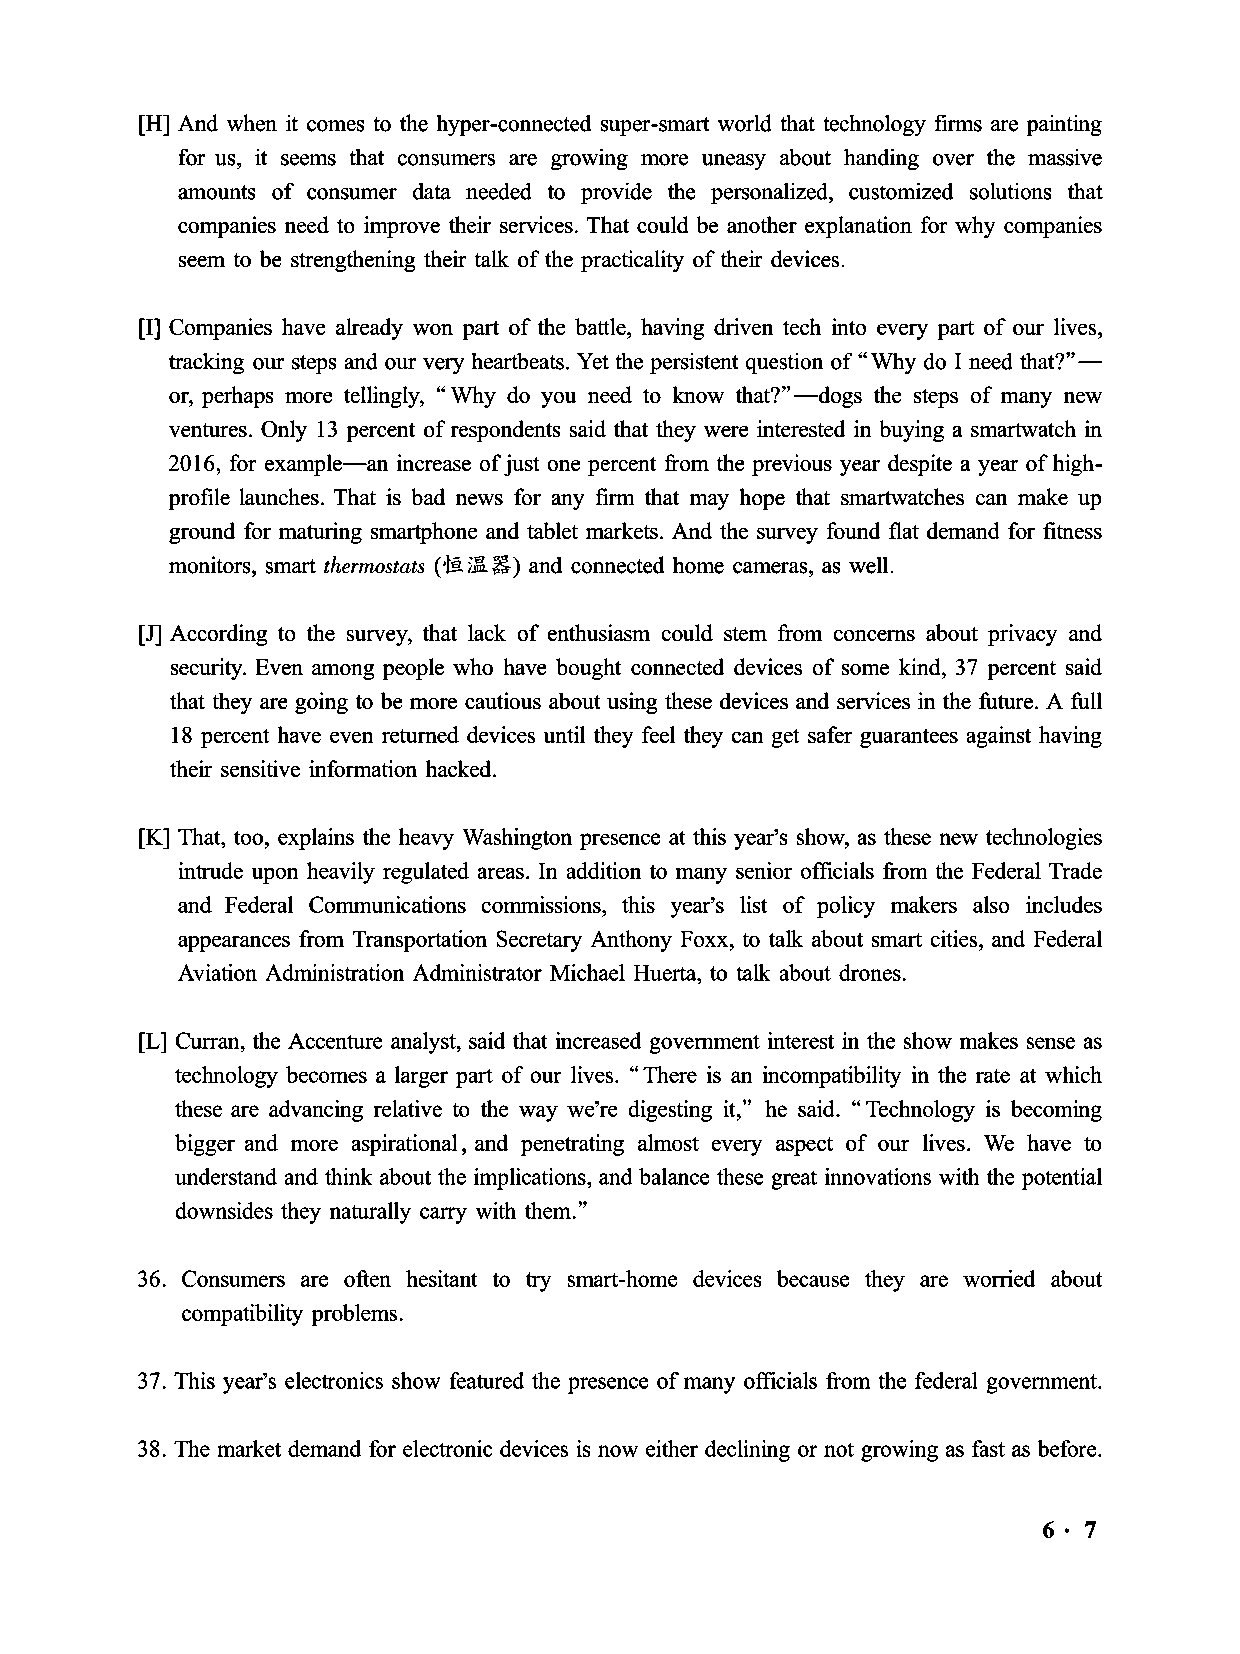 [H] And when it comes to the hyper-connected super-smart world that technology firms are painting
for us, it seems that consumers are growing more uneasy about handing over the massive
amounts of consumer data needed to provide the personalized, customized solutions that
companies need to improve their services. That could be another explanation for why companies
seem to be strengthening their talk of the practicality of their devices.
[I] Companies have already won part of the battle, having driven tech into every part of our lives,
tracking our steps and our very heartbeats. Yet the persistent question of “Why do I need that?”—
or, perhaps more tellingly, “Why do you need to know that?”—dogs the steps of many new
ventures. Only 13 percent of respondents said that they were interested in buying a smartwatch in
2016, for example—an increase of just one percent from the previous year despite a year of high-
profile launches. That is bad news for any firm that may hope that smartwatches can make up
ground for maturing smartphone and tablet markets. And the survey found flat demand for fitness
monitors, smart thermostats (恒温器) and connected home cameras, as well.
[J] According to the survey, that lack of enthusiasm could stem from concerns about privacy and
security. Even among people who have bought connected devices of some kind, 37 percent said
that they are going to be more cautious about using these devices and services in the future. A full
18 percent have even returned devices until they feel they can get safer guarantees against having
their sensitive information hacked.
[K] That, too, explains the heavy Washington presence at this year’s show, as these new technologies
intrude upon heavily regulated areas. In addition to many senior officials from the Federal Trade
and Federal Communications commissions, this year’s list of policy makers also includes
appearances from Transportation Secretary Anthony Foxx, to talk about smart cities, and Federal
Aviation Administration Administrator Michael Huerta, to talk about drones.
[L] Curran, the Accenture analyst, said that increased government interest in the show makes sense as
technology becomes a larger part of our lives. “There is an incompatibility in the rate at which
these are advancing relative to the way we’re digesting it,” he said. “Technology is becoming
bigger and more aspirational, and penetrating almost every aspect of our lives. We have to
understand and think about the implications, and balance these great innovations with the potential
downsides they naturally carry with them.”
36. Consumers are often hesitant to try smart-home devices because they are worried about
compatibility problems.
37. This year’s electronics show featured the presence of many officials from the federal government.
38. The market demand for electronic devices is now either declining or not growing as fast as before.
6 · 7